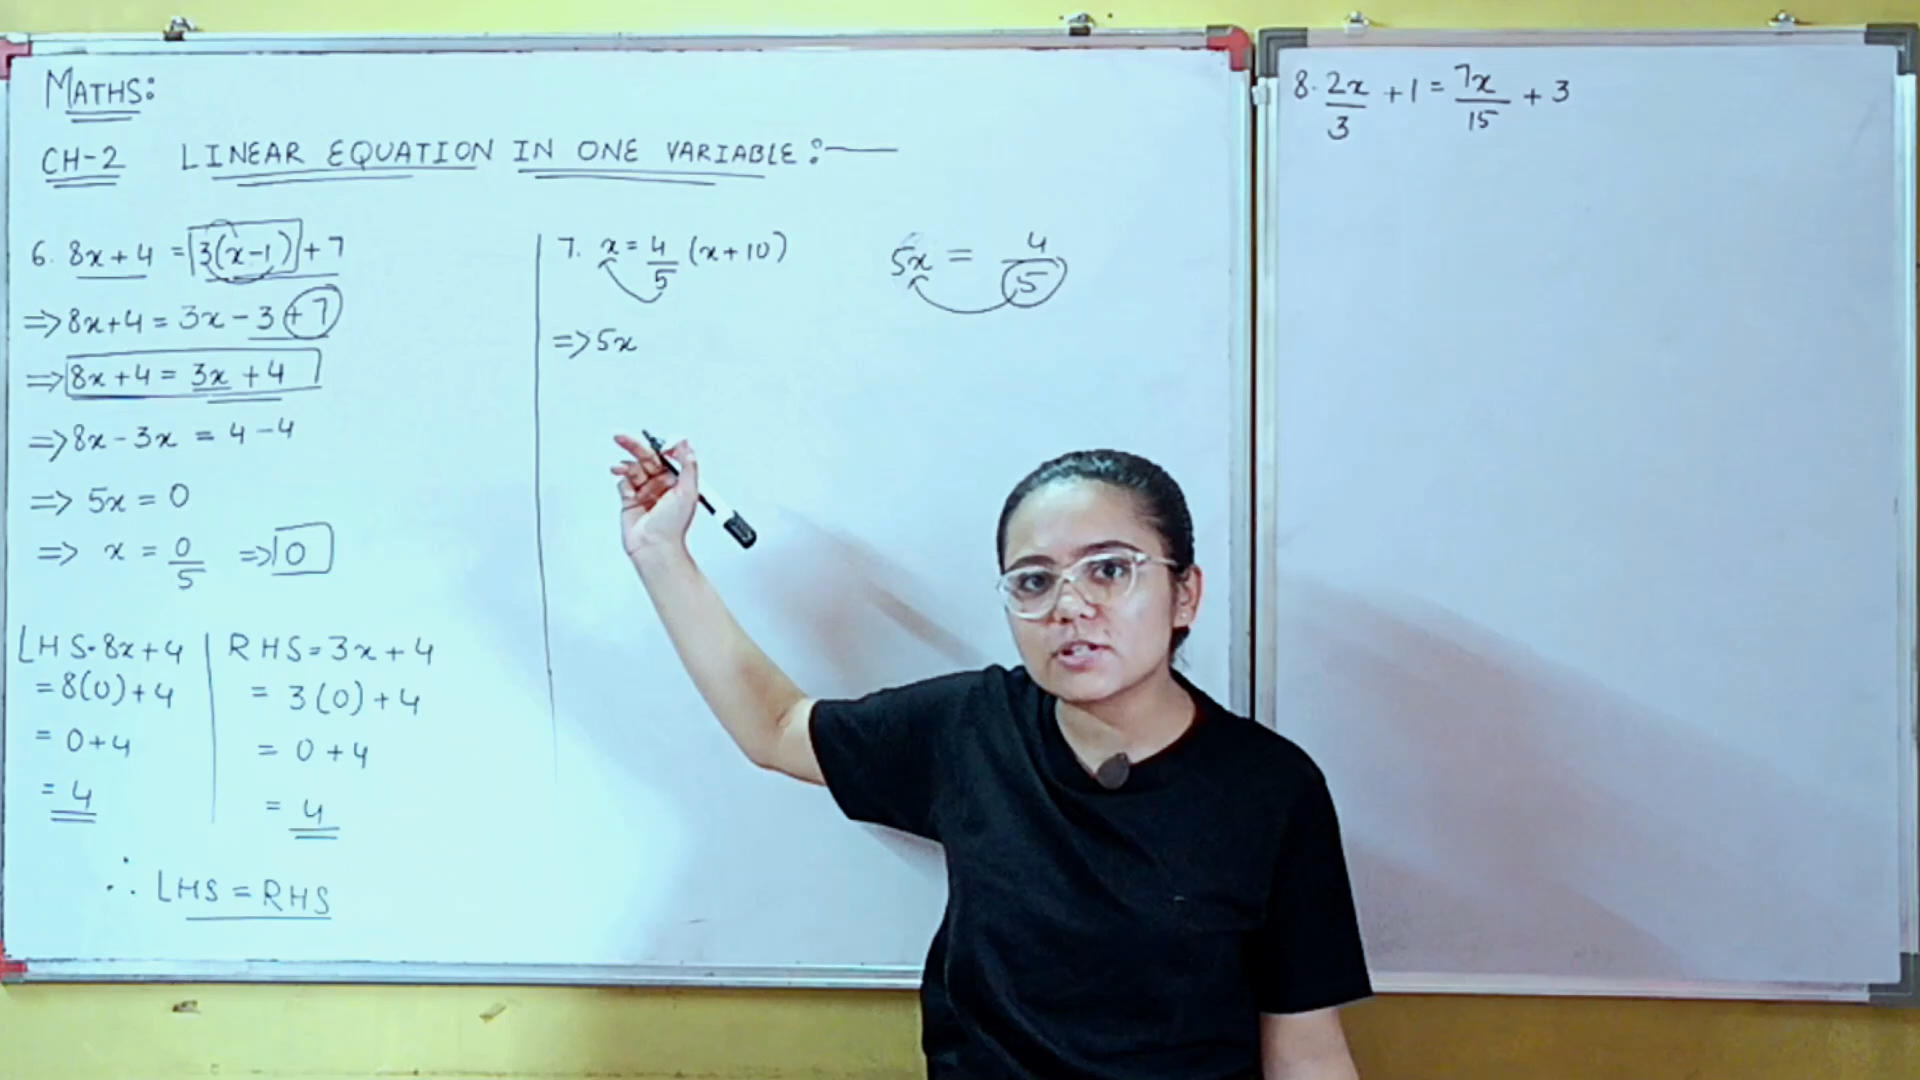 MATHS:
CH-2 LINEAR EQUATION IN ONE VARIABLE:—
6. 8x + 4 = 3(x-1) + 7
=> 8x+4 = 3x - 3 + 7
=> 8x+4 = 3x + 4
=> 8x - 3x = 4 - 4
=> 5x = 0
=> x = 0/5 => 0
LHS = 8x + 4
= 8(0) + 4
= 0+4
= 4
RHS = 3x + 4
= 3(0) + 4
= 0 + 4
= 4
∴ LHS = RHS
7. x = 4/5 (x+10)
=> 5x
5x = 4/5
8. 2x/3 + 1 = 7x/15 + 3